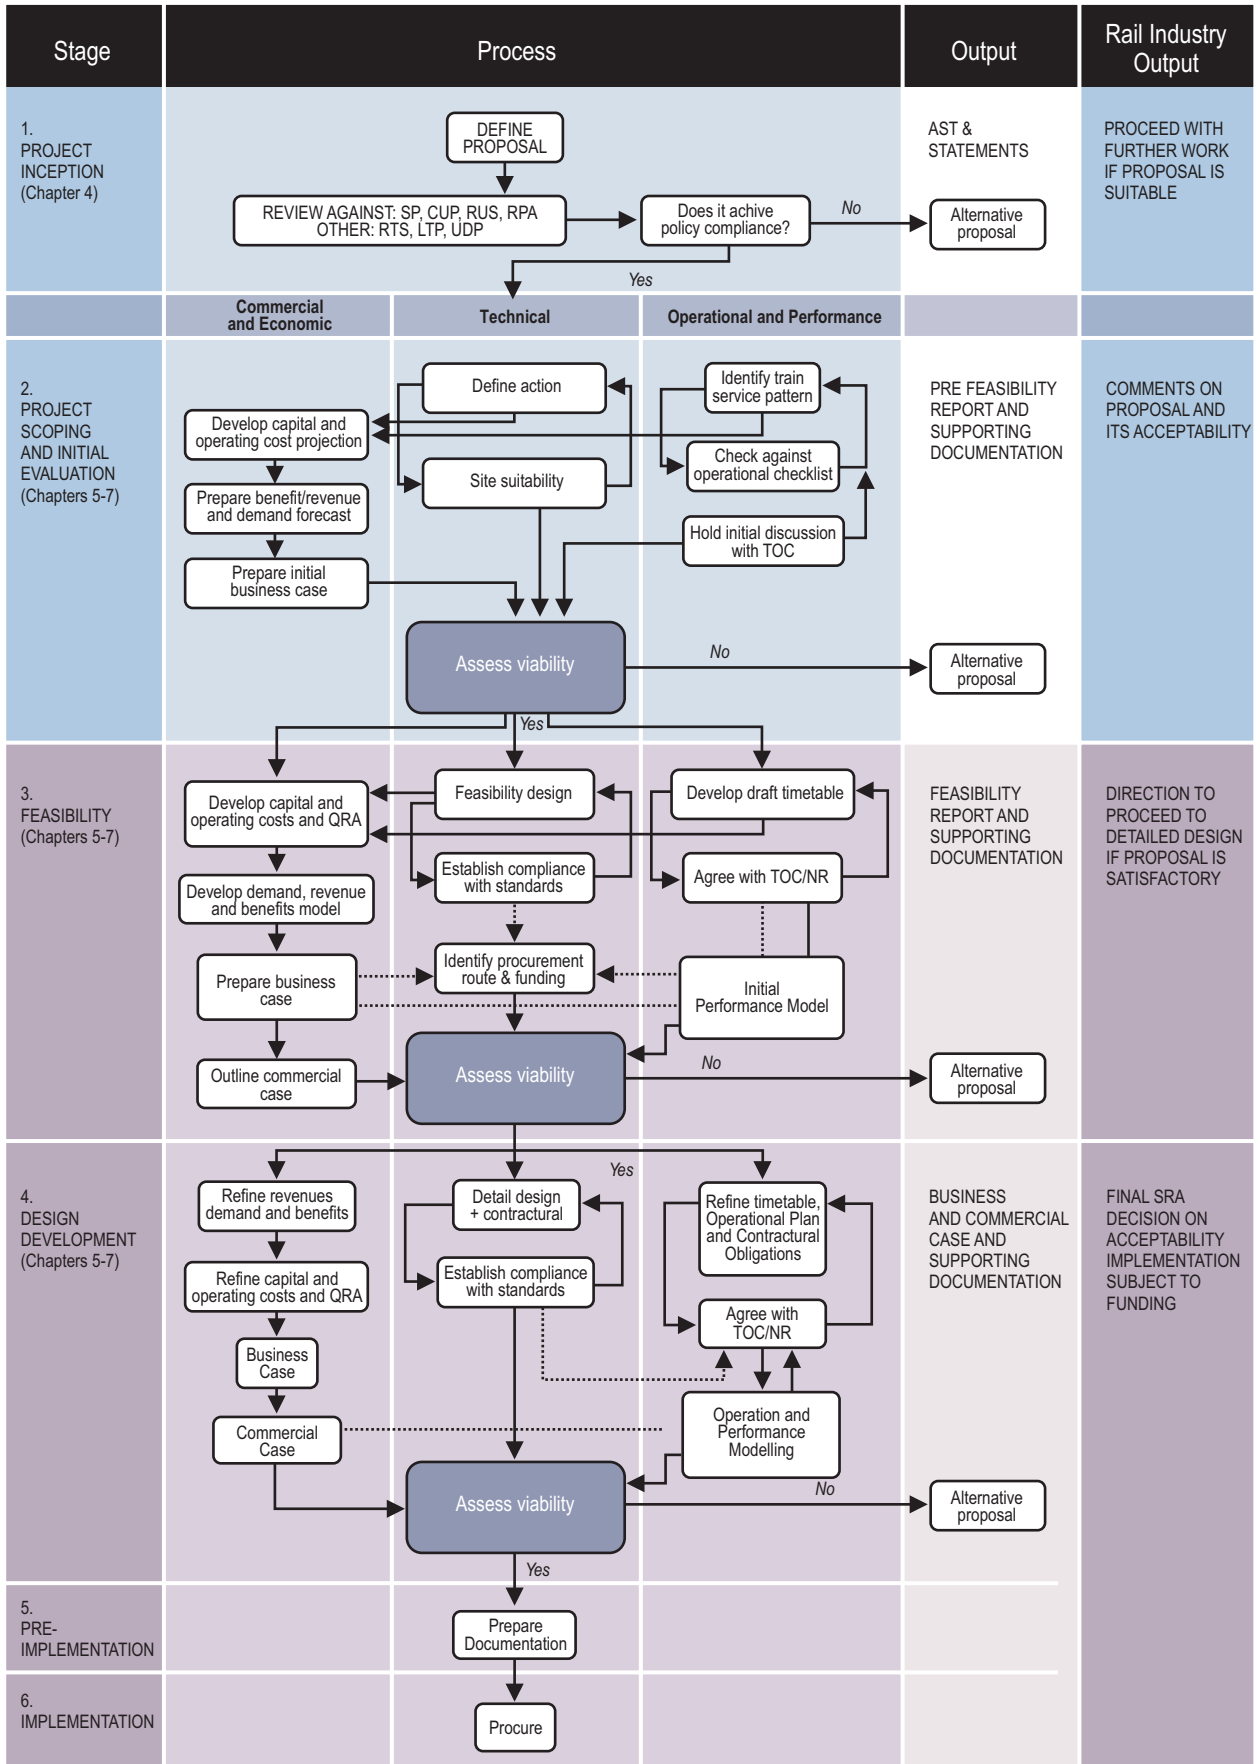 Stage
Process
Output
Rail Industry
Output
1.
PROJECT
INCEPTION
(Chapter 4)
DEFINE
PROPOSAL
REVIEW AGAINST: SP, CUP, RUS, RPA
OTHER: RTS, LTP, UDP
Does it achive
policy compliance?
No
Yes
AST &
STATEMENTS
Alternative
proposal
PROCEED WITH
FURTHER WORK
IF PROPOSAL IS
SUITABLE
Commercial
and Economic
Technical
Operational and Performance
2.
PROJECT
SCOPING
AND INITIAL
EVALUATION
(Chapters 5-7)
Develop capital and
operating cost projection
Prepare benefit/revenue
and demand forecast
Prepare initial
business case
Define action
Site suitability
Identify train
service pattern
Check against
operational checklist
Hold initial discussion
with TOC
Assess viability
No
Yes
PRE FEASIBILITY
REPORT AND
SUPPORTING
DOCUMENTATION
Alternative
proposal
COMMENTS ON
PROPOSAL AND
ITS ACCEPTABILITY
3.
FEASIBILITY
(Chapters 5-7)
Develop capital and
operating costs and QRA
Develop demand, revenue
and benefits model
Prepare business
case
Outline commercial
case
Feasibility design
Establish compliance
with standards
Identify procurement
route & funding
Develop draft timetable
Agree with TOC/NR
Initial
Performance Model
Assess viability
No
FEASIBILITY
REPORT AND
SUPPORTING
DOCUMENTATION
Alternative
proposal
DIRECTION TO
PROCEED TO
DETAILED DESIGN
IF PROPOSAL IS
SATISFACTORY
4.
DESIGN
DEVELOPMENT
(Chapters 5-7)
Yes
Refine revenues
demand and benefits
Refine capital and
operating costs and QRA
Business
Case
Commercial
Case
Detail design
+ contractural
Establish compliance
with standards
Refine timetable,
Operational Plan
and Contractural
Obligations
Agree with
TOC/NR
Operation and
Performance
Modelling
Assess viability
No
Yes
BUSINESS
AND COMMERCIAL
CASE AND
SUPPORTING
DOCUMENTATION
Alternative
proposal
FINAL SRA
DECISION ON
ACCEPTABILITY
IMPLEMENTATION
SUBJECT TO
FUNDING
5.
PRE-
IMPLEMENTATION
Prepare
Documentation
6.
IMPLEMENTATION
Procure